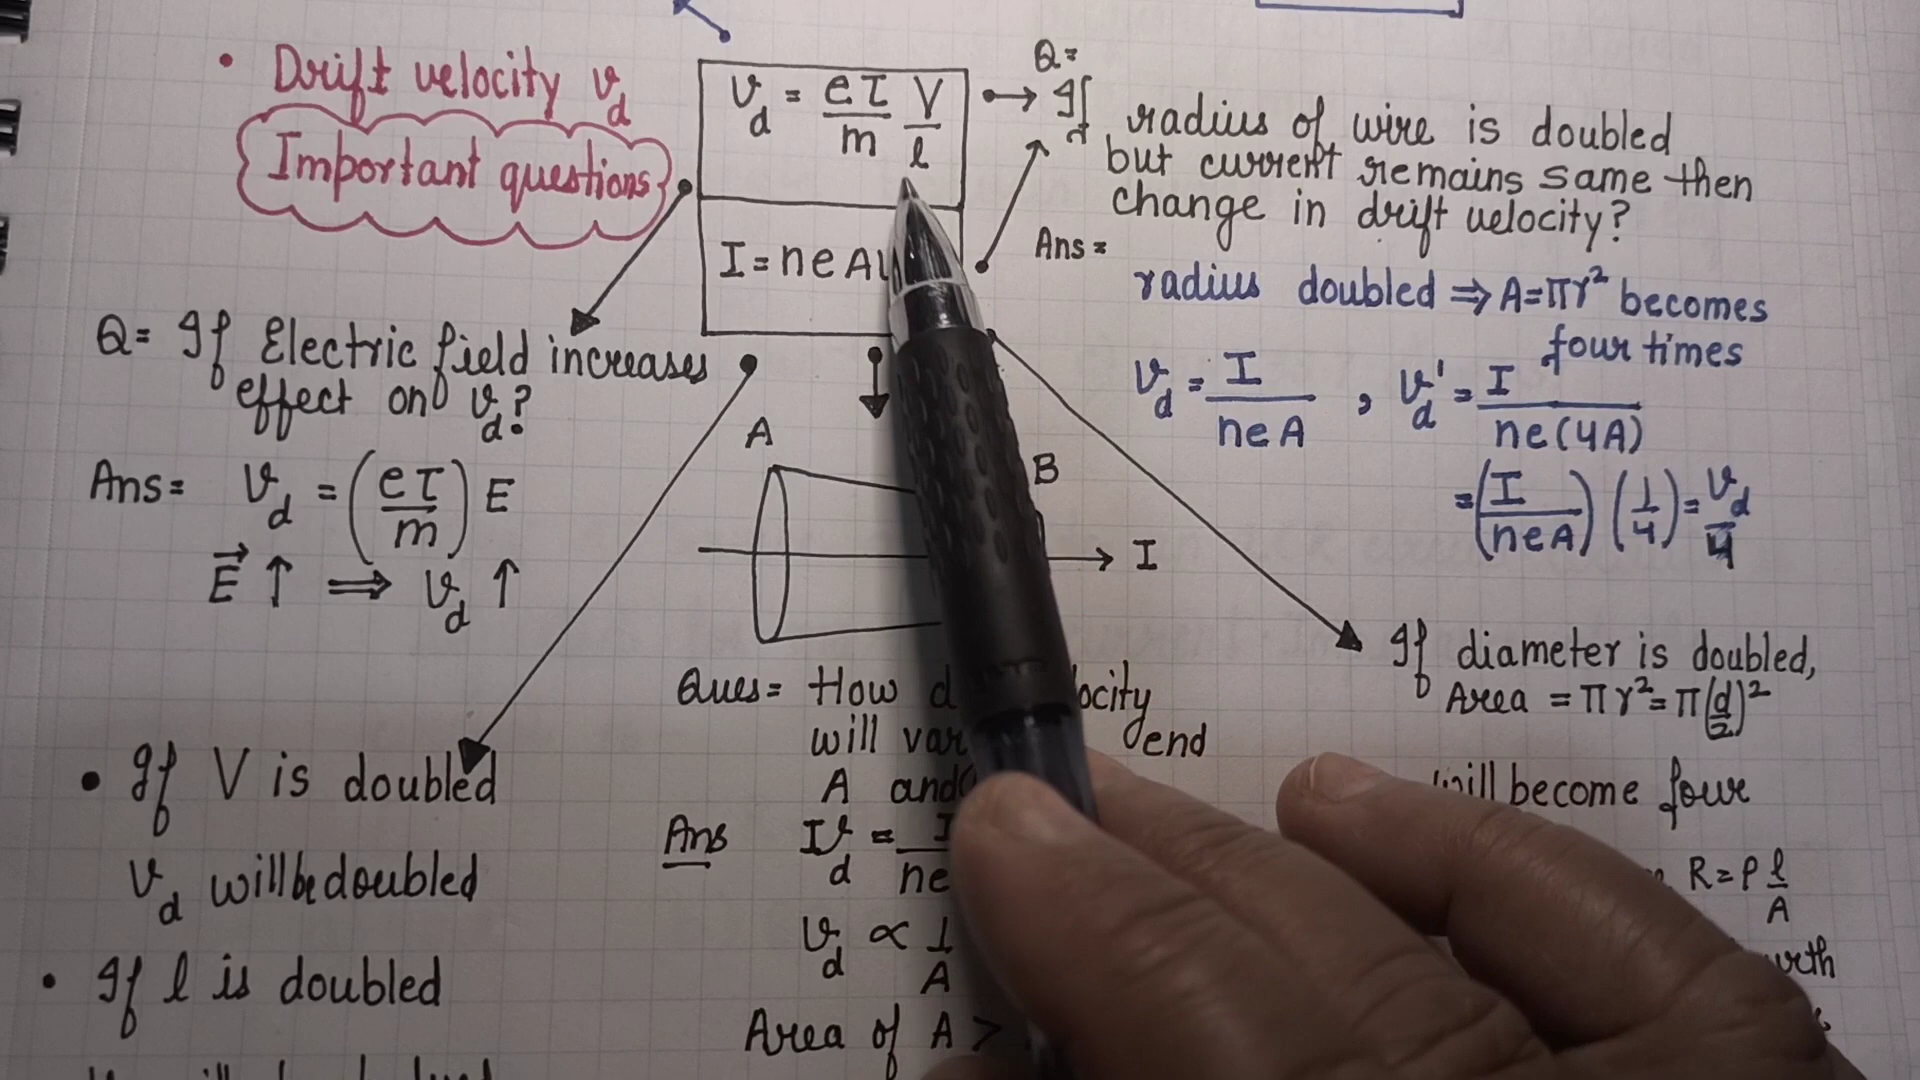 • Drift velocity v_d
Important questions
v_d = eτ/m V/l
I = neA
Q =
If radius of wire is doubled
but current remains same then
change in drift velocity?
Ans =
radius doubled ⇒ A = πr² becomes
four times
v_d = I/neA , v_d' = I/ne(4A)
= (I/neA) (1/4) = v_d/4
Q = If Electric field increases
effect on v_d?
Ans = v_d = (eτ/m) E
E⃗ ↑ ⇒ v_d ↑
A
B
I
• If V is doubled
v_d will be doubled
• If l is doubled
Ques = How
will
end
A and
Ans Iv_d =
ne
v_d ∝ 1/A
Area of A >
If diameter is doubled,
Area = πr² = π(d/2)²
will become four
R = ρ l/A